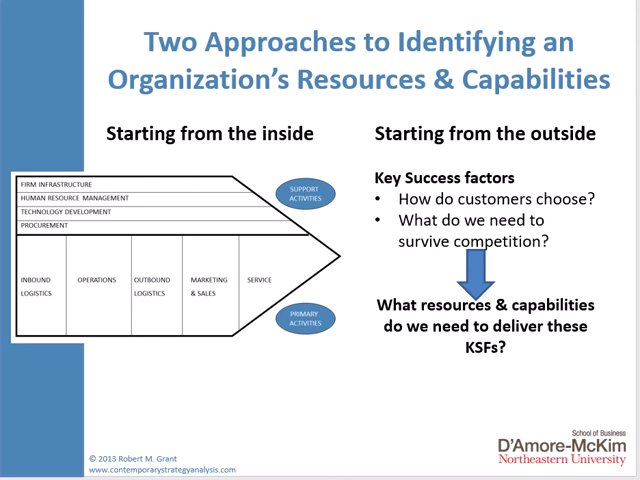 Two Approaches to Identifying an
Organization's Resources & Capabilities
Starting from the inside
FIRM INFRASTRUCTURE
HUMAN RESOURCE MANAGEMENT
TECHNOLOGY DEVELOPMENT
PROCUREMENT
SUPPORT
ACTIVITIES
INBOUND
LOGISTICS
OPERATIONS
OUTBOUND
LOGISTICS
MARKETING
& SALES
SERVICE
PRIMARY
ACTIVITIES
Starting from the outside
Key Success factors
• How do customers choose?
• What do we need to
survive competition?
What resources & capabilities
do we need to deliver these
KSFs?
© 2013 Robert M. Grant
www.contemporarystrategyanalysis.com
School of Business
D'Amore-McKim
Northeastern University